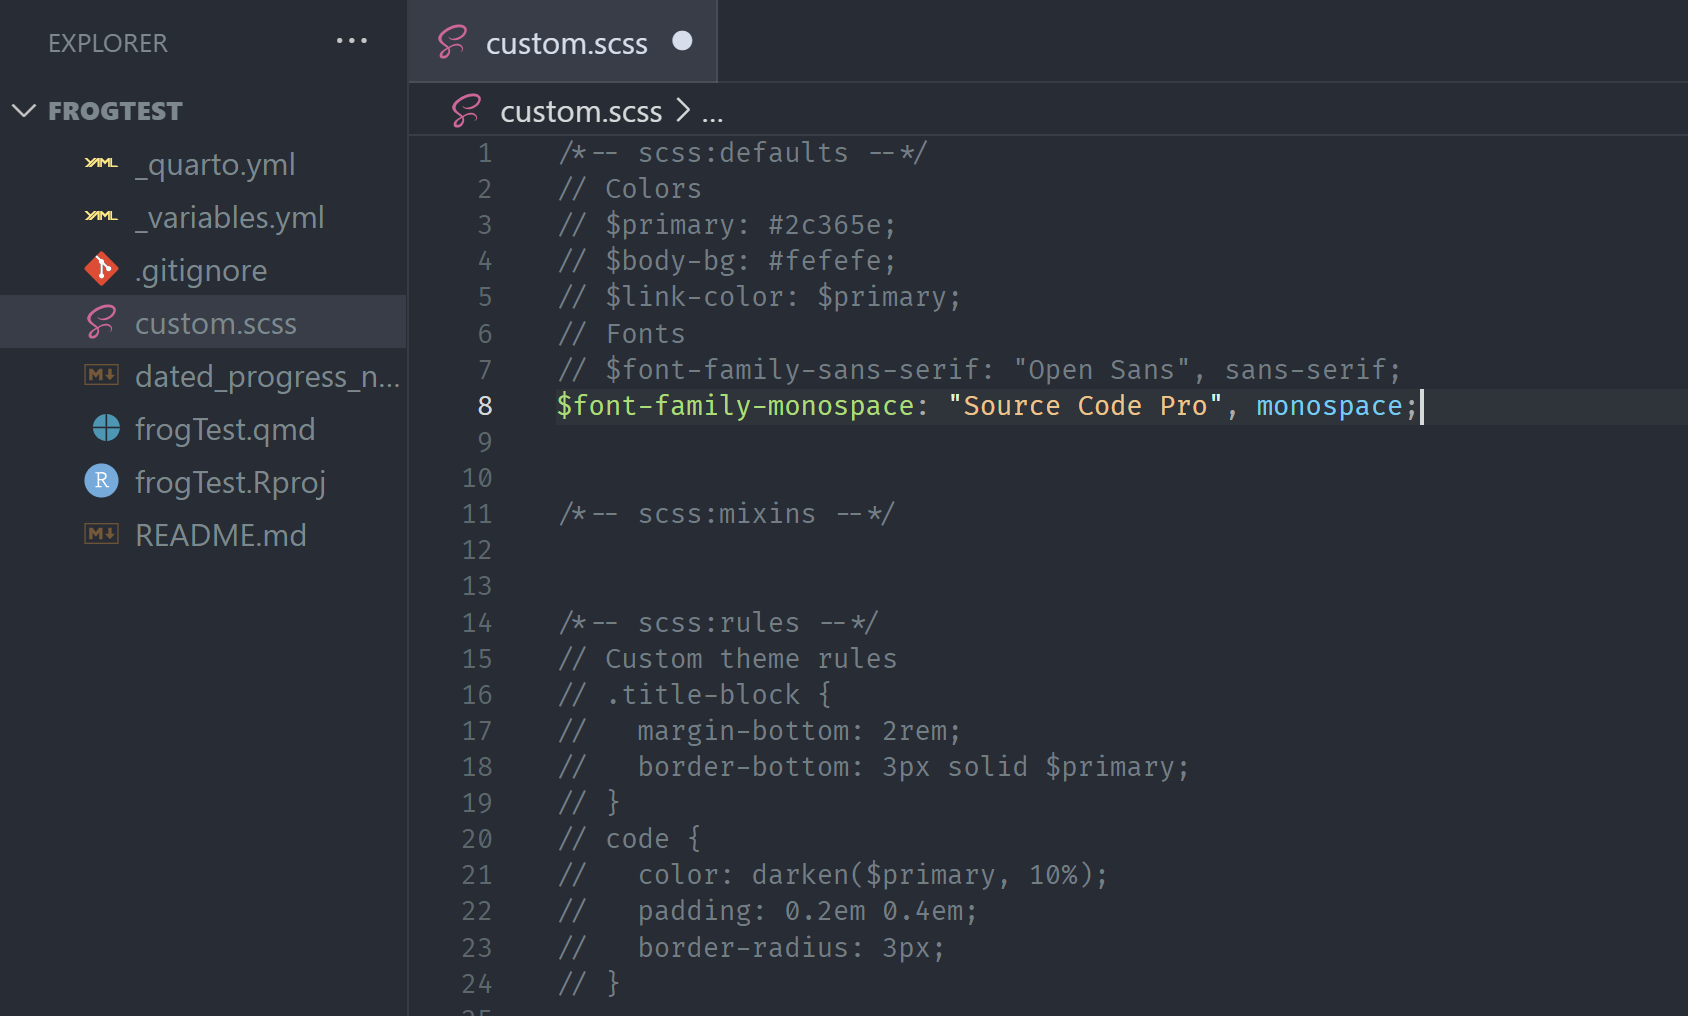 EXPLORER ...
FROGTEST
YAML _quarto.yml
YAML _variables.yml
.gitignore
custom.scss
M↓ dated_progress_n...
frogTest.qmd
R frogTest.Rproj
M↓ README.md
custom.scss
custom.scss > ...
1 /*-- scss:defaults --*/
2 // Colors
3 // $primary: #2c365e;
4 // $body-bg: #fefefe;
5 // $link-color: $primary;
6 // Fonts
7 // $font-family-sans-serif: "Open Sans", sans-serif;
8 $font-family-monospace: "Source Code Pro", monospace;
9
10
11 /*-- scss:mixins --*/
12
13
14 /*-- scss:rules --*/
15 // Custom theme rules
16 // .title-block {
17 //   margin-bottom: 2rem;
18 //   border-bottom: 3px solid $primary;
19 // }
20 // code {
21 //   color: darken($primary, 10%);
22 //   padding: 0.2em 0.4em;
23 //   border-radius: 3px;
24 // }